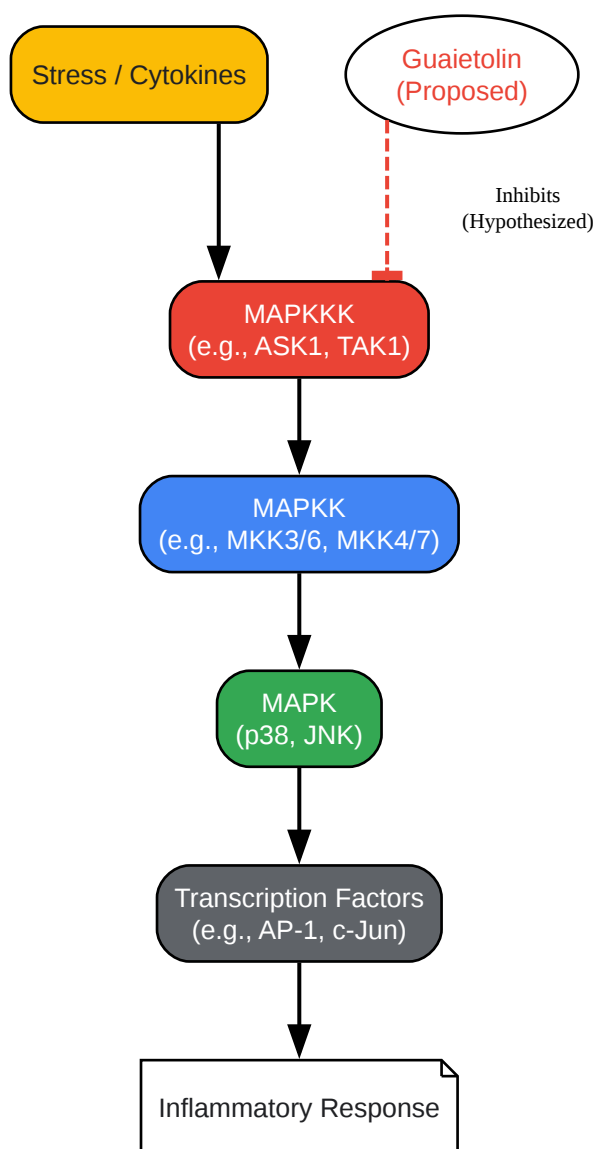 Stress / Cytokines
Guaietolin
(Proposed)
Inhibits
(Hypothesized)
MAPKKK
(e.g., ASK1, TAK1)
MAPKK
(e.g., MKK3/6, MKK4/7)
MAPK
(p38, JNK)
Transcription Factors
(e.g., AP-1, c-Jun)
Inflammatory Response